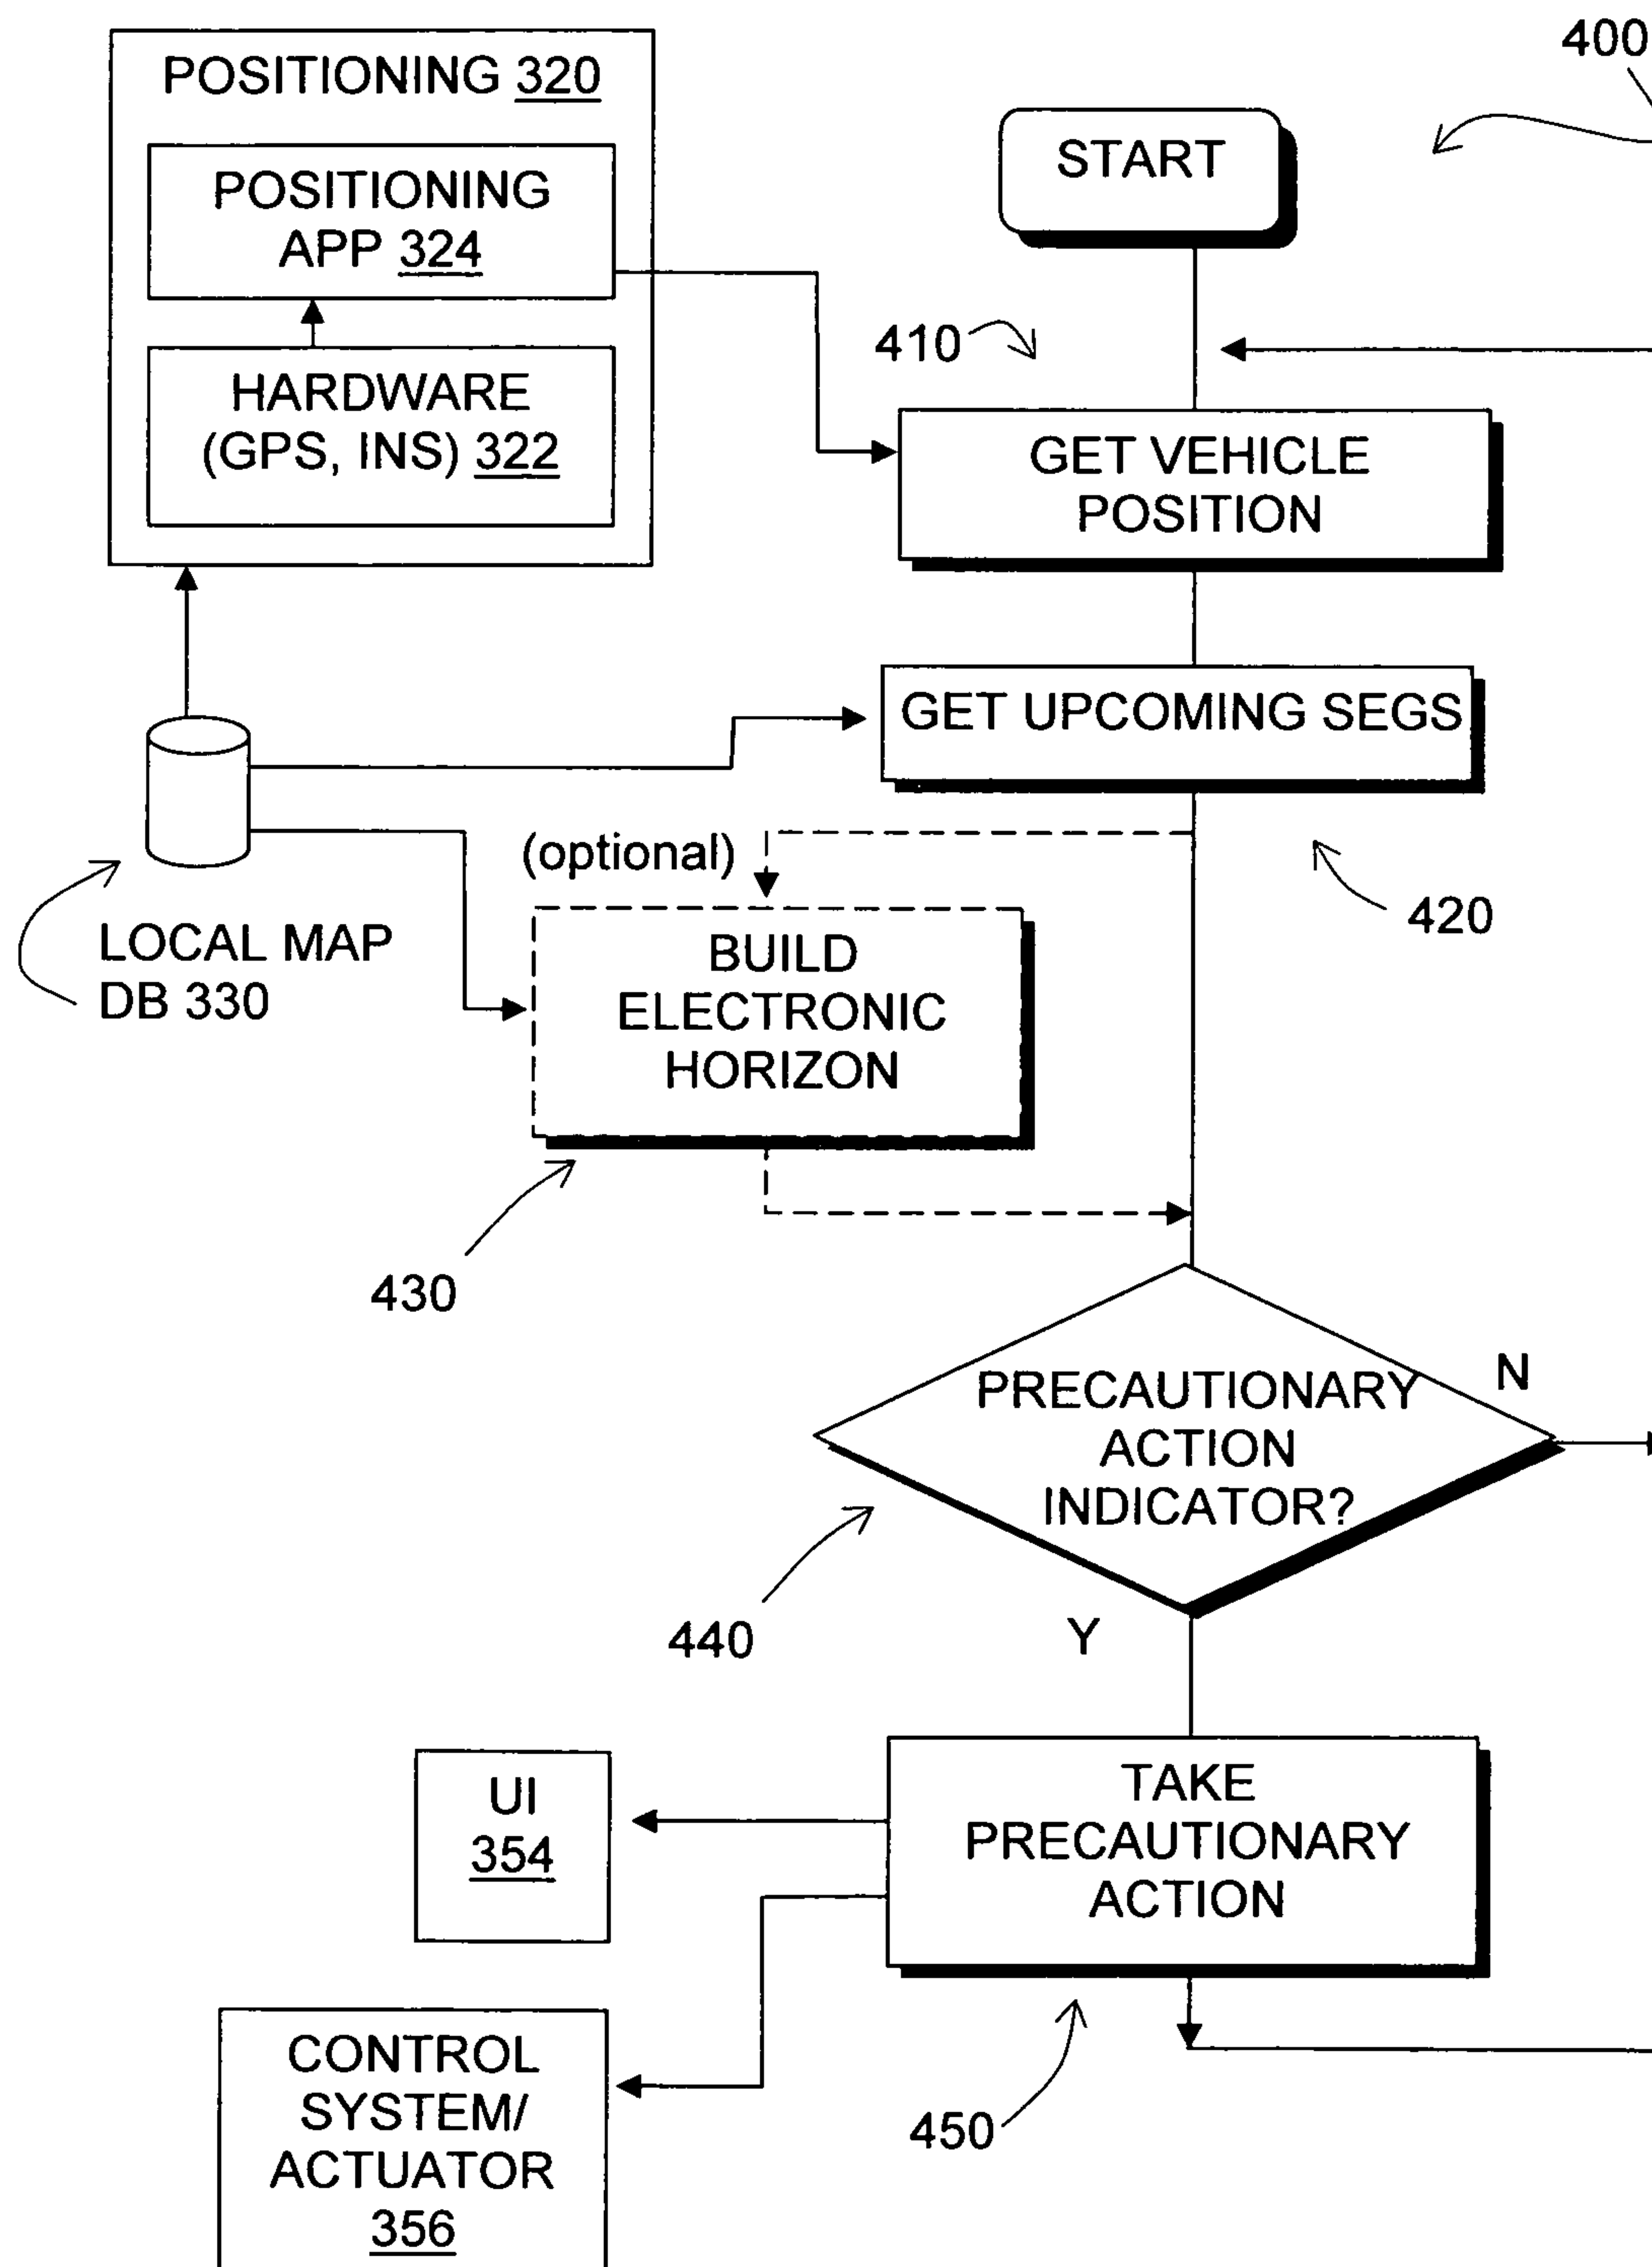 400
POSITIONING 320
START
POSITIONING
APP 324
410
HARDWARE
(GPS, INS) 322
GET VEHICLE
POSITION
GET UPCOMING SEGS
(optional)
420
LOCAL MAP
DB 330
BUILD
ELECTRONIC
HORIZON
430
PRECAUTIONARY
ACTION
INDICATOR?
N
440
Y
UI
354
TAKE
PRECAUTIONARY
ACTION
CONTROL
SYSTEM/
ACTUATOR
356
450